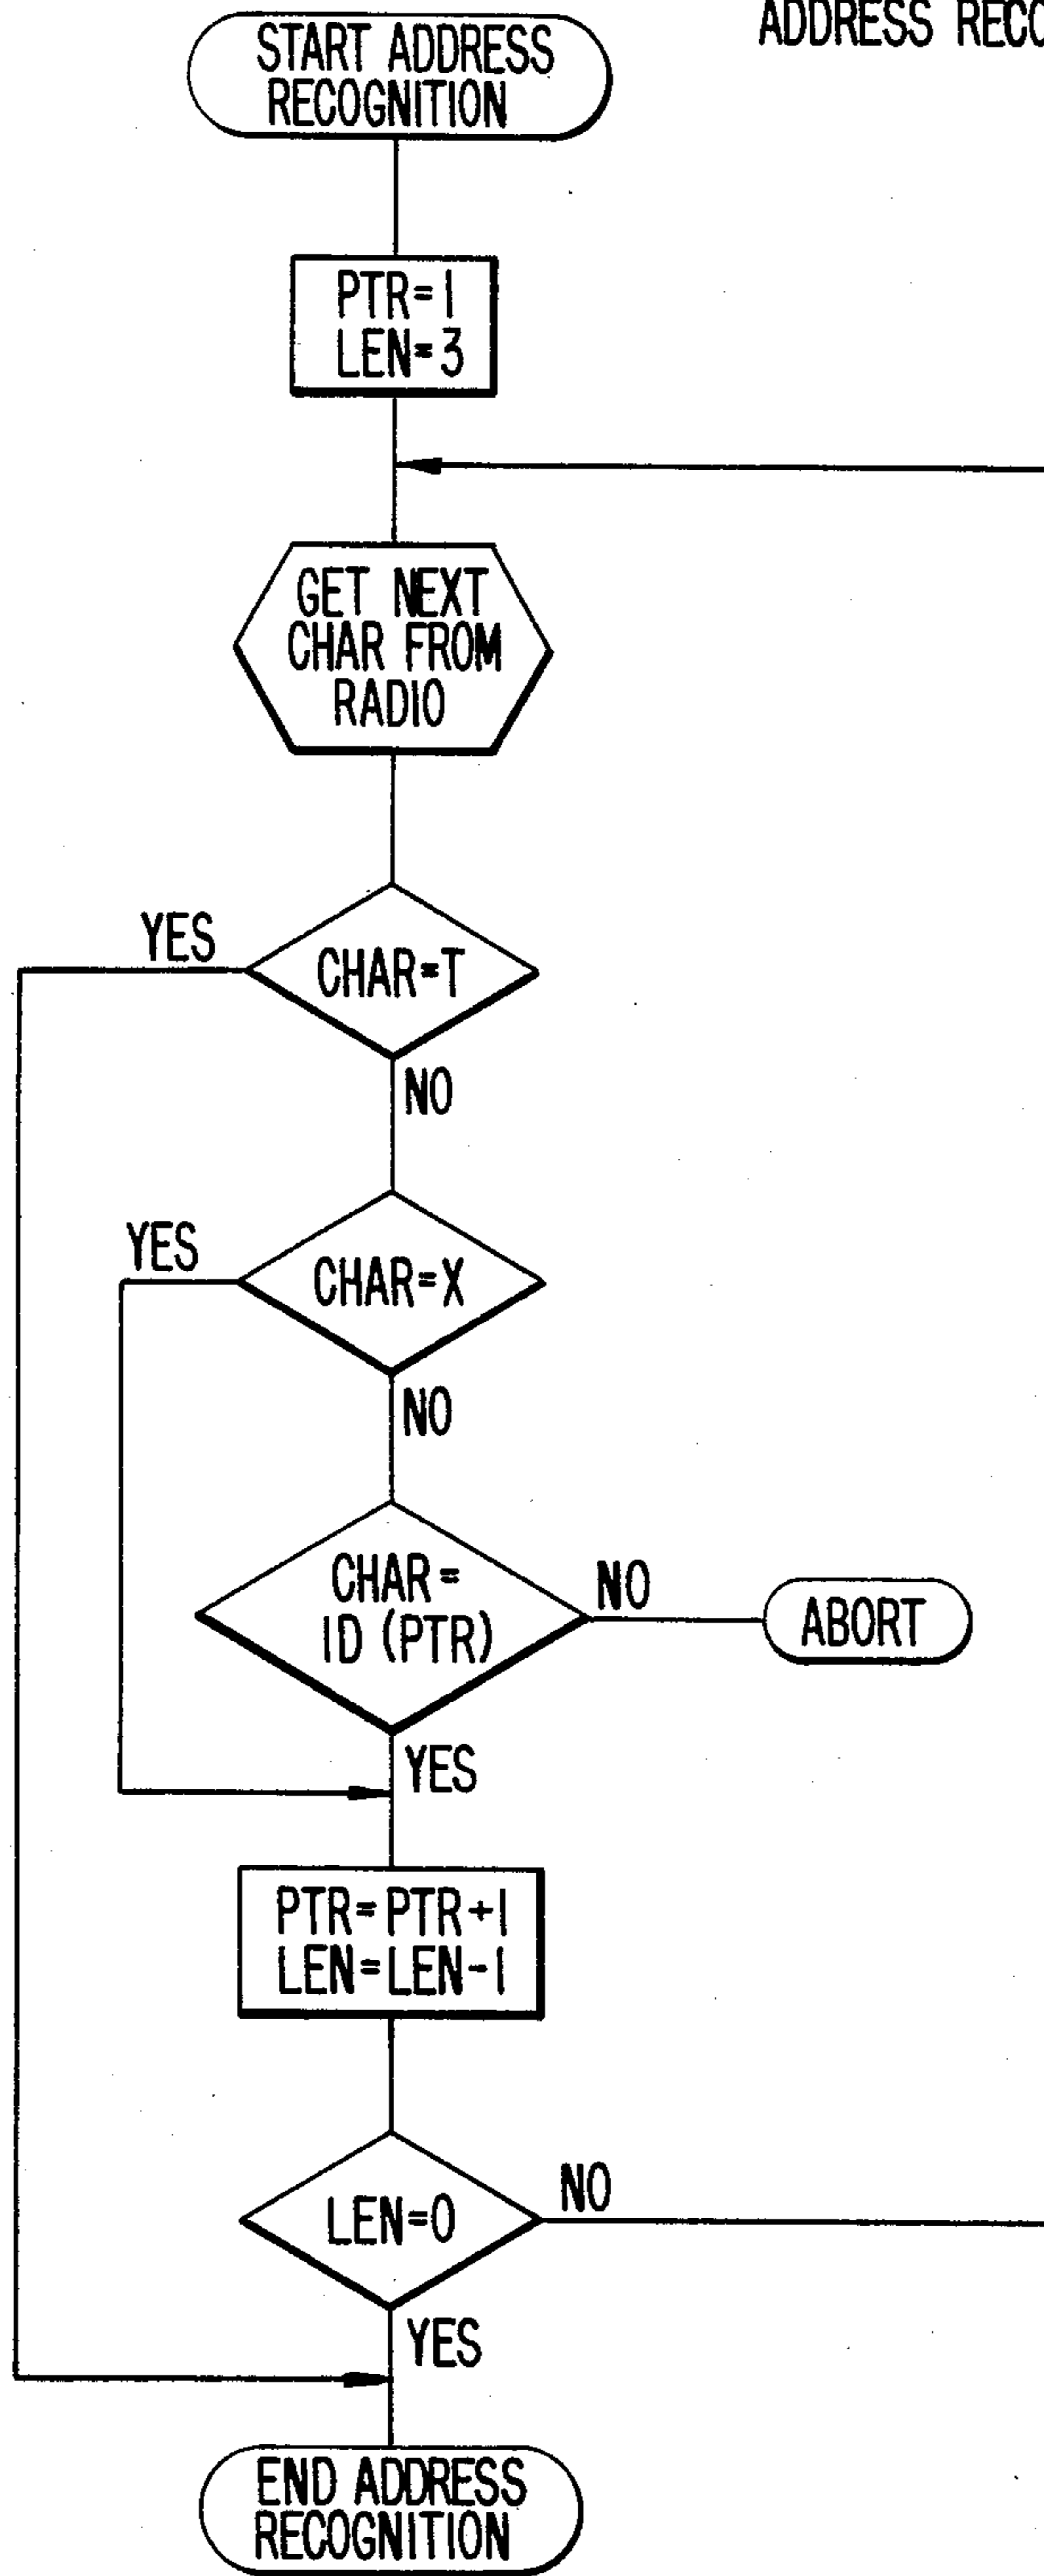 ADDRESS RECO
START ADDRESS
RECOGNITION
PTR=1
LEN=3
GET NEXT
CHAR FROM
RADIO
YES
CHAR=T
NO
YES
CHAR=X
NO
CHAR=
ID (PTR)
NO
ABORT
YES
PTR=PTR+1
LEN=LEN-1
LEN=0
NO
YES
END ADDRESS
RECOGNITION